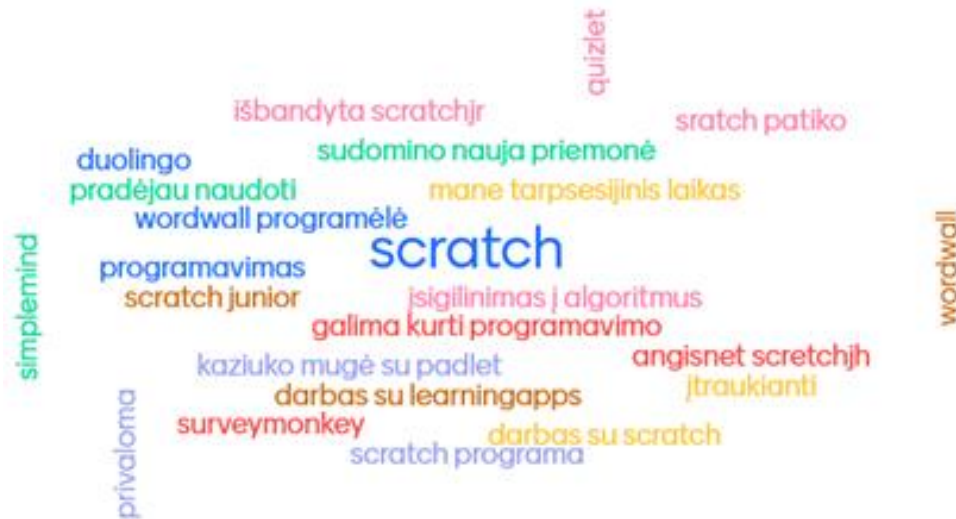 quizlet
išbandyta scratchjr
sratch patiko
sudomino nauja priemonė
duolingo
pradėjau naudoti
mane tarpsesijinis laikas
wordwall programėlė
scratch
wordwall
simplemind
programavimas
scratch junior
įsigilinimas į algoritmus
galima kurti programavimo
angisnet scretchjh
kaziuko mugė su padlet
įtraukianti
darbas su learningapps
privaloma
surveymonkey
darbas su scratch
scratch programa